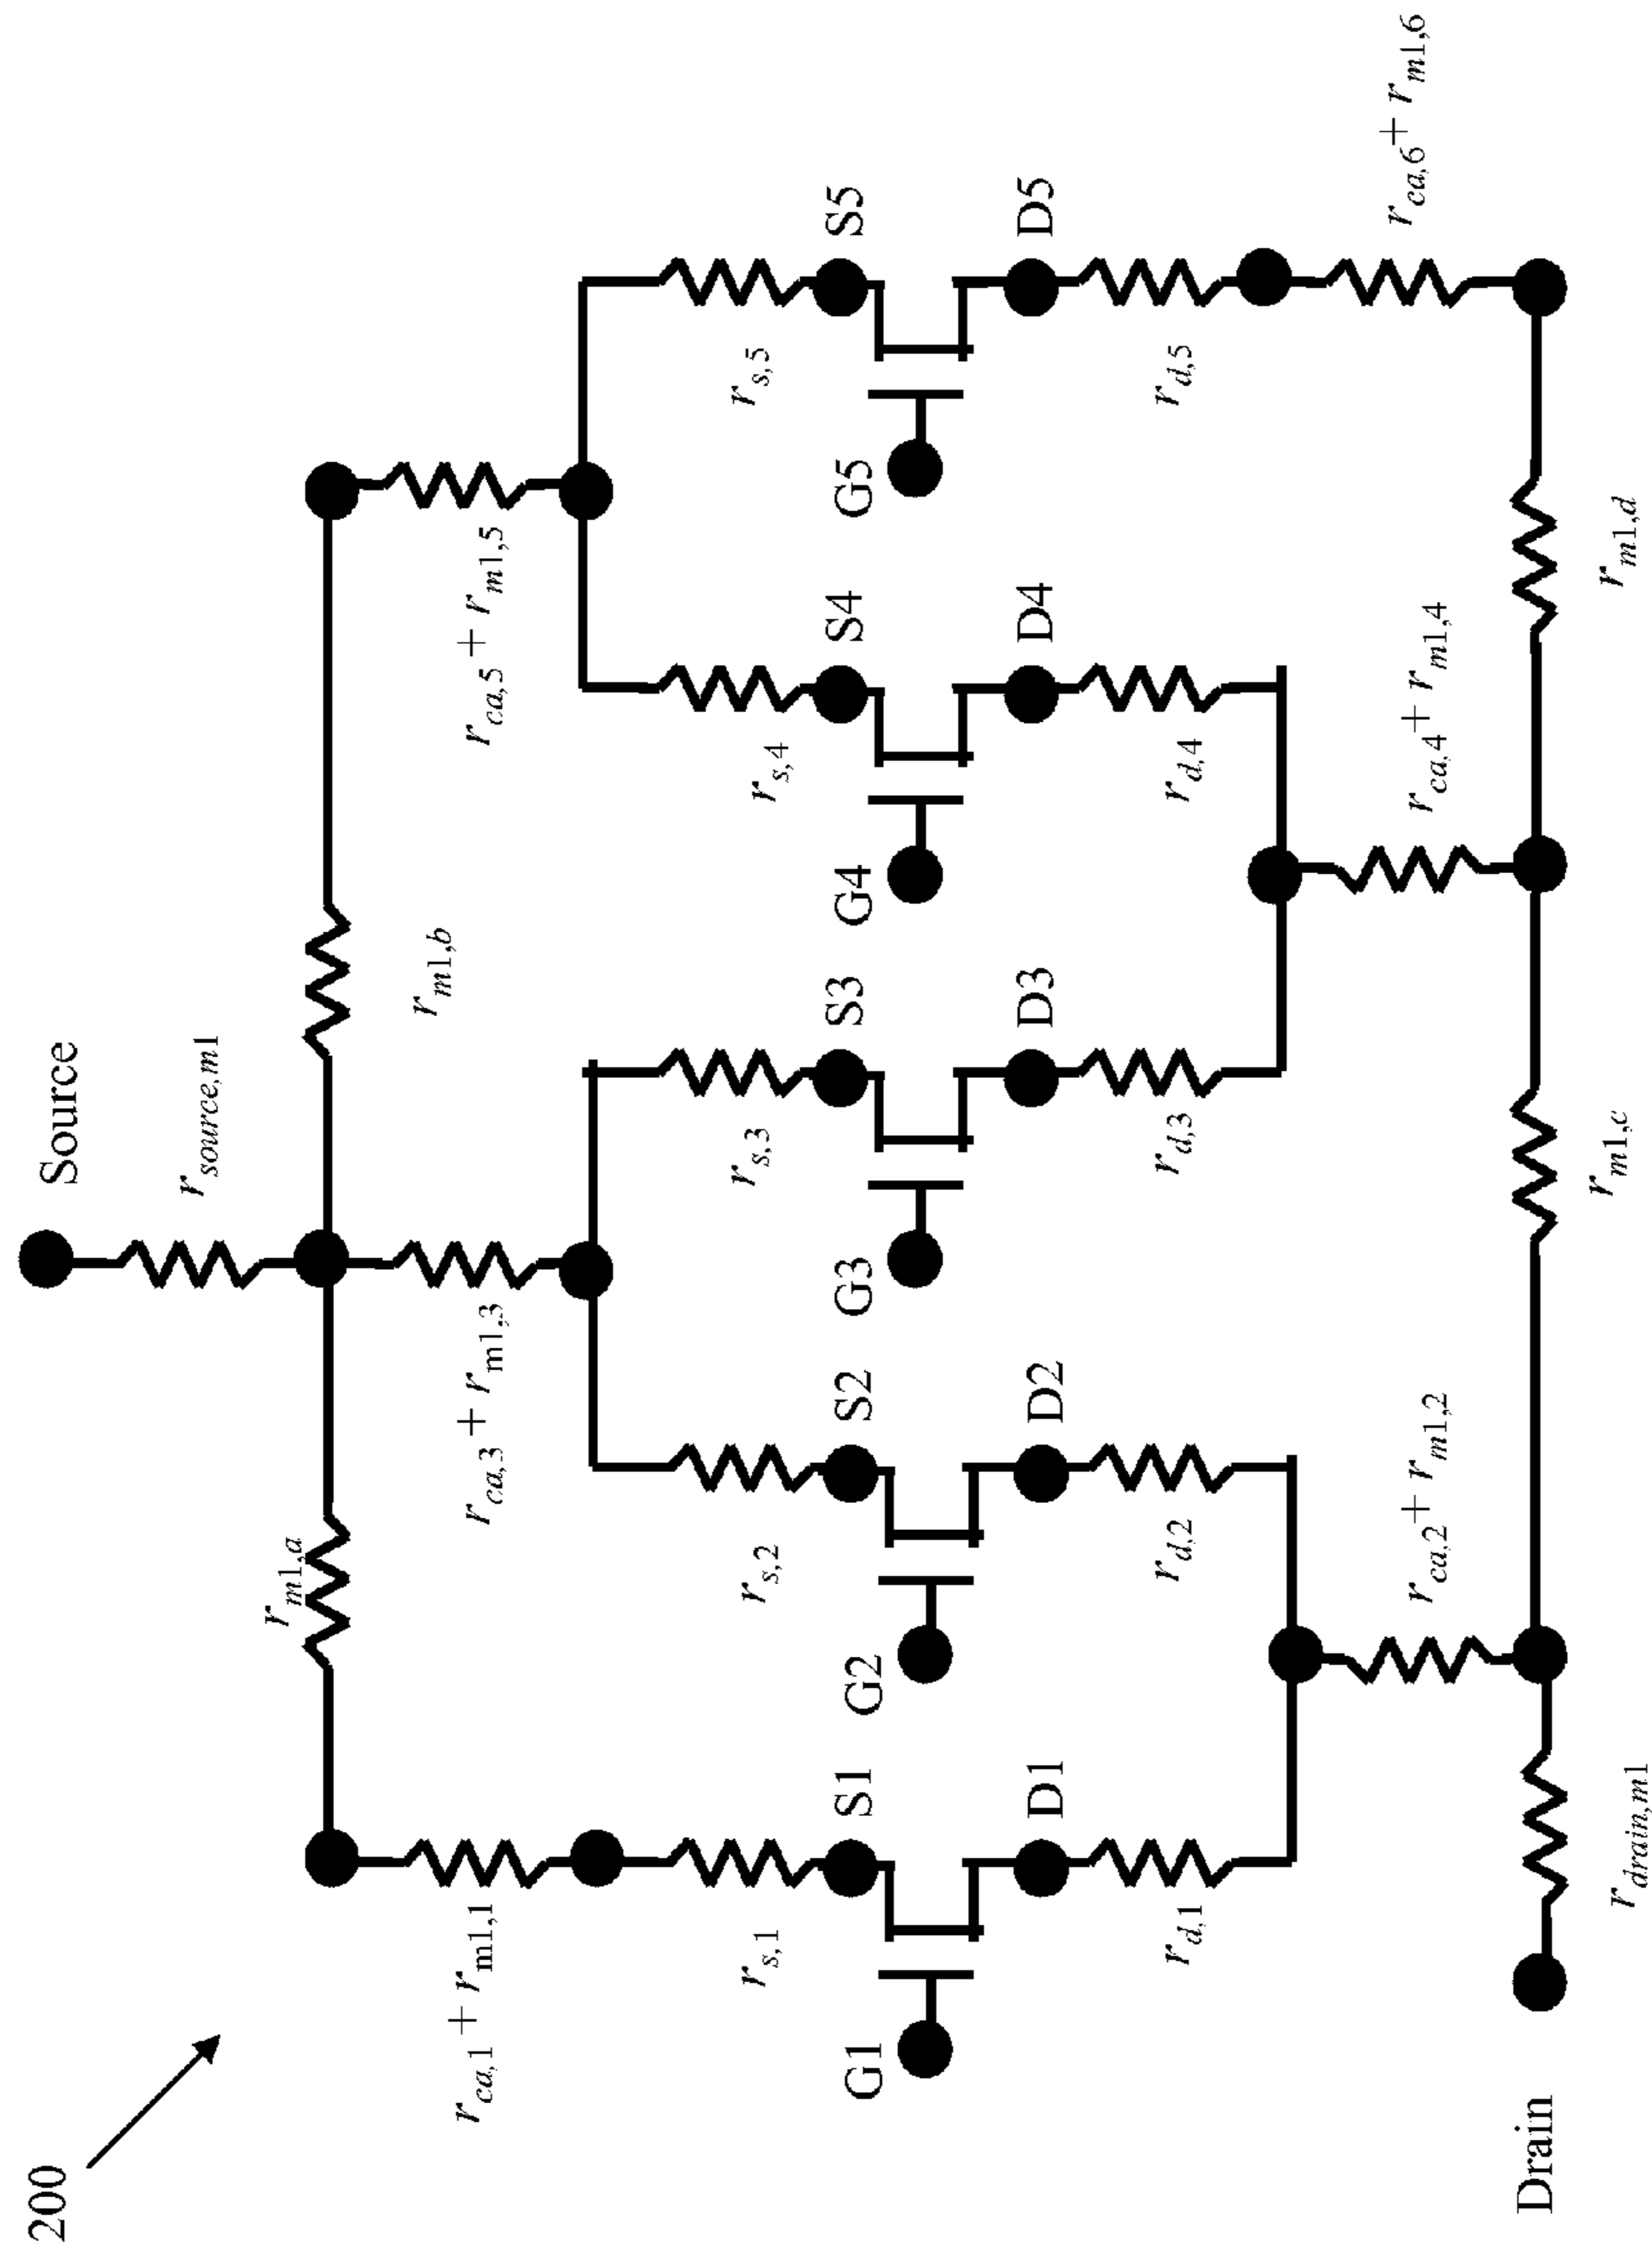 200
Source
r_source,m1
r_m1,a
r_m1,b
r_ca,1 + r_m1,1
r_ca,3 + r_m1,3
r_ca,5 + r_m1,5
r_s,1
r_s,2
r_s,3
r_s,4
r_s,5
S1
S2
S3
S4
S5
G1
G2
G3
G4
G5
D1
D2
D3
D4
D5
r_d,1
r_d,2
r_d,3
r_d,4
r_d,5
r_ca,2 + r_m1,2
r_ca,4 + r_m1,4
r_ca,6 + r_m1,6
Drain
r_drain,m1
r_m1,c
r_m1,d